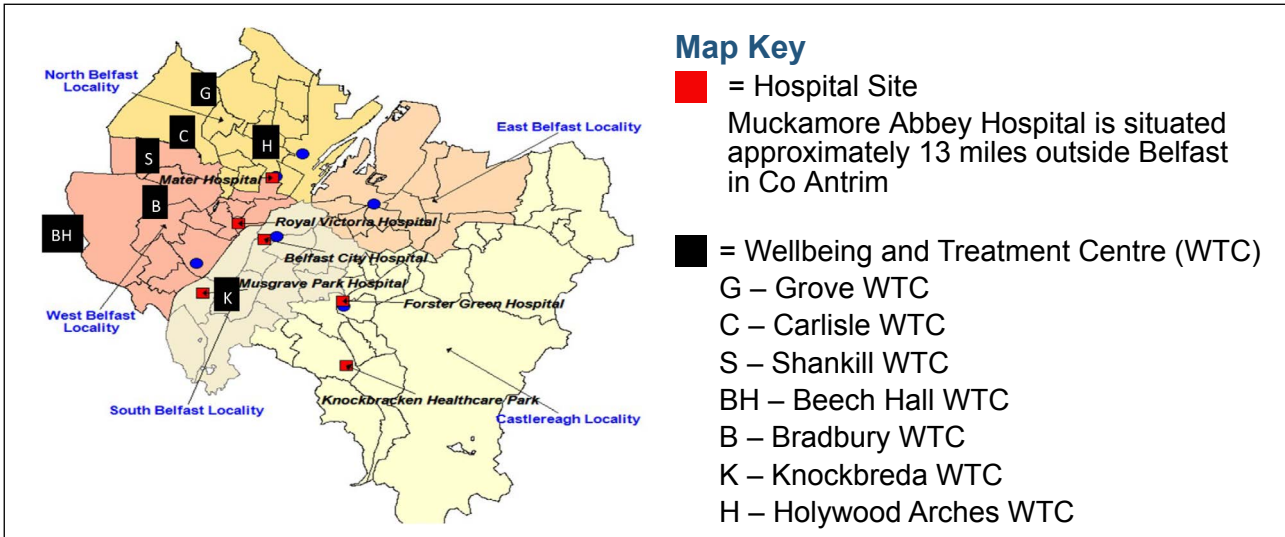 North Belfast
Locality
G
C
H
S
East Belfast Locality
Mater Hospital
B
Royal Victoria Hospital
BH
Belfast City Hospital
Musgrave Park Hospital
K
Forster Green Hospital
West Belfast
Locality
Knockbracken Healthcare Park
South Belfast Locality
Castlereagh Locality
Map Key
= Hospital Site
Muckamore Abbey Hospital is situated
approximately 13 miles outside Belfast
in Co Antrim
= Wellbeing and Treatment Centre (WTC)
G – Grove WTC
C – Carlisle WTC
S – Shankill WTC
BH – Beech Hall WTC
B – Bradbury WTC
K – Knockbreda WTC
H – Holywood Arches WTC